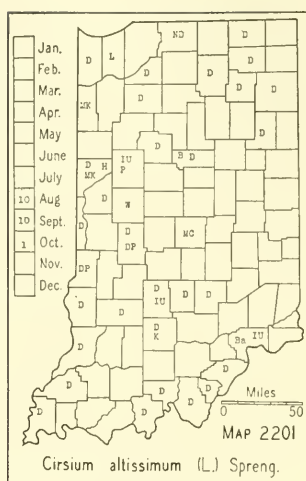 Jan.
Feb.
Mar.
Apr.
May
June
July
10 Aug
10 Sept.
1 Oct.
Nov.
Dec.
ND D
D L D
D D D
MK D D
D
D B D
D H IU
MK P
D W
D D MC
DP
DP D
D IU D D
D D
K
D Ba IU
D
D D
D D D D
Miles
0 50
MAP 2201
Cirsium altissimum (L.) Spreng.